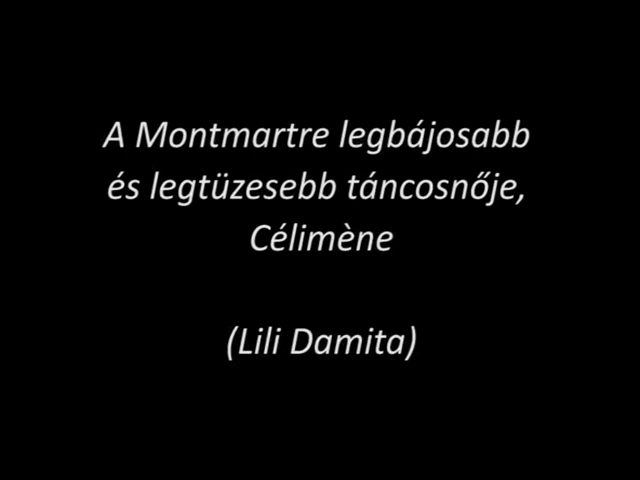 A Montmartre legbájosabb
és legtüzesebb táncosnője,
Célimène
(Lili Damita)